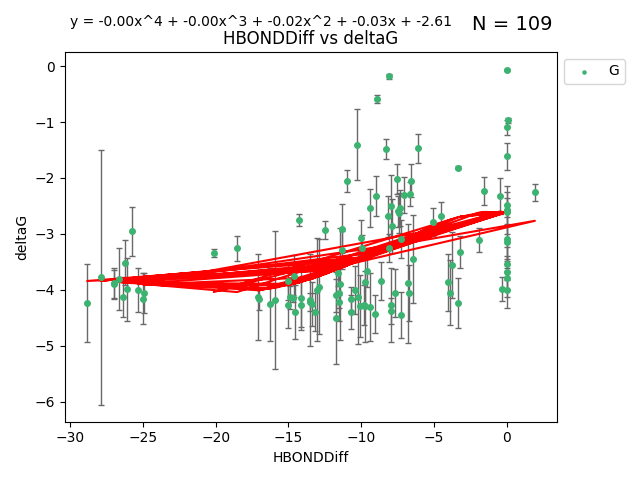 y = -0.00x^4 + -0.00x^3 + -0.02x^2 + -0.03x + -2.61
N = 109
HBONDDiff vs deltaG
G
deltaG
0
−1
−2
−3
−4
−5
−6
−30 −25 −20 −15 −10 −5 0
HBONDDiff